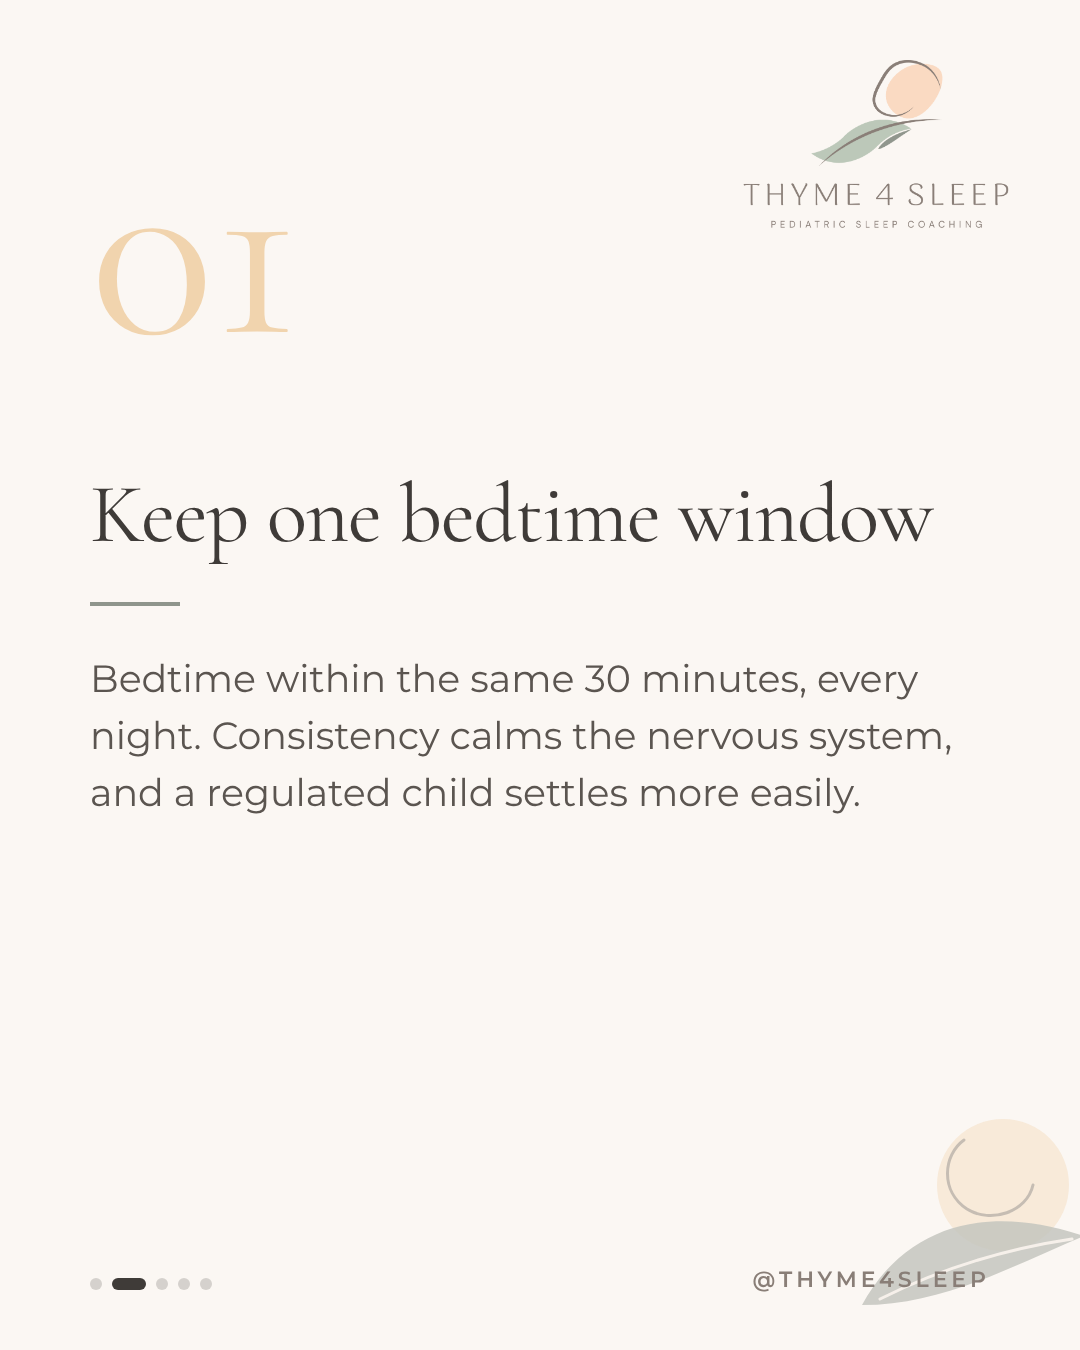 THYME 4 SLEEP
PEDIATRIC SLEEP COACHING
01
Keep one bedtime window
Bedtime within the same 30 minutes, every
night. Consistency calms the nervous system,
and a regulated child settles more easily.
@THYME4SLEEP